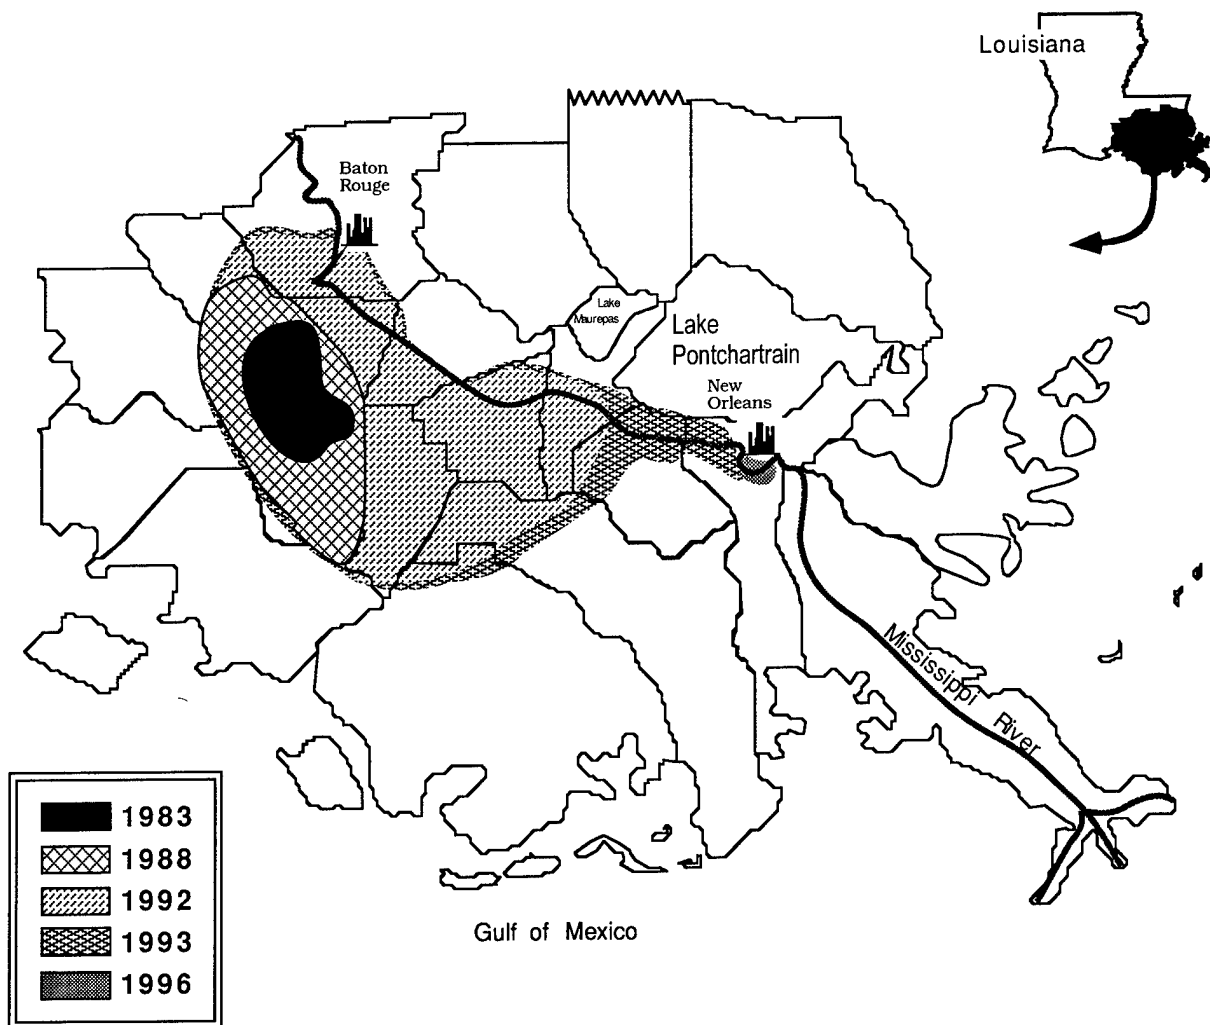 Louisiana
Baton
Rouge
Lake
Maurepas
Lake
Pontchartrain
New
Orleans
Mississippi River
1983
1988
1992
1993
1996
Gulf of Mexico